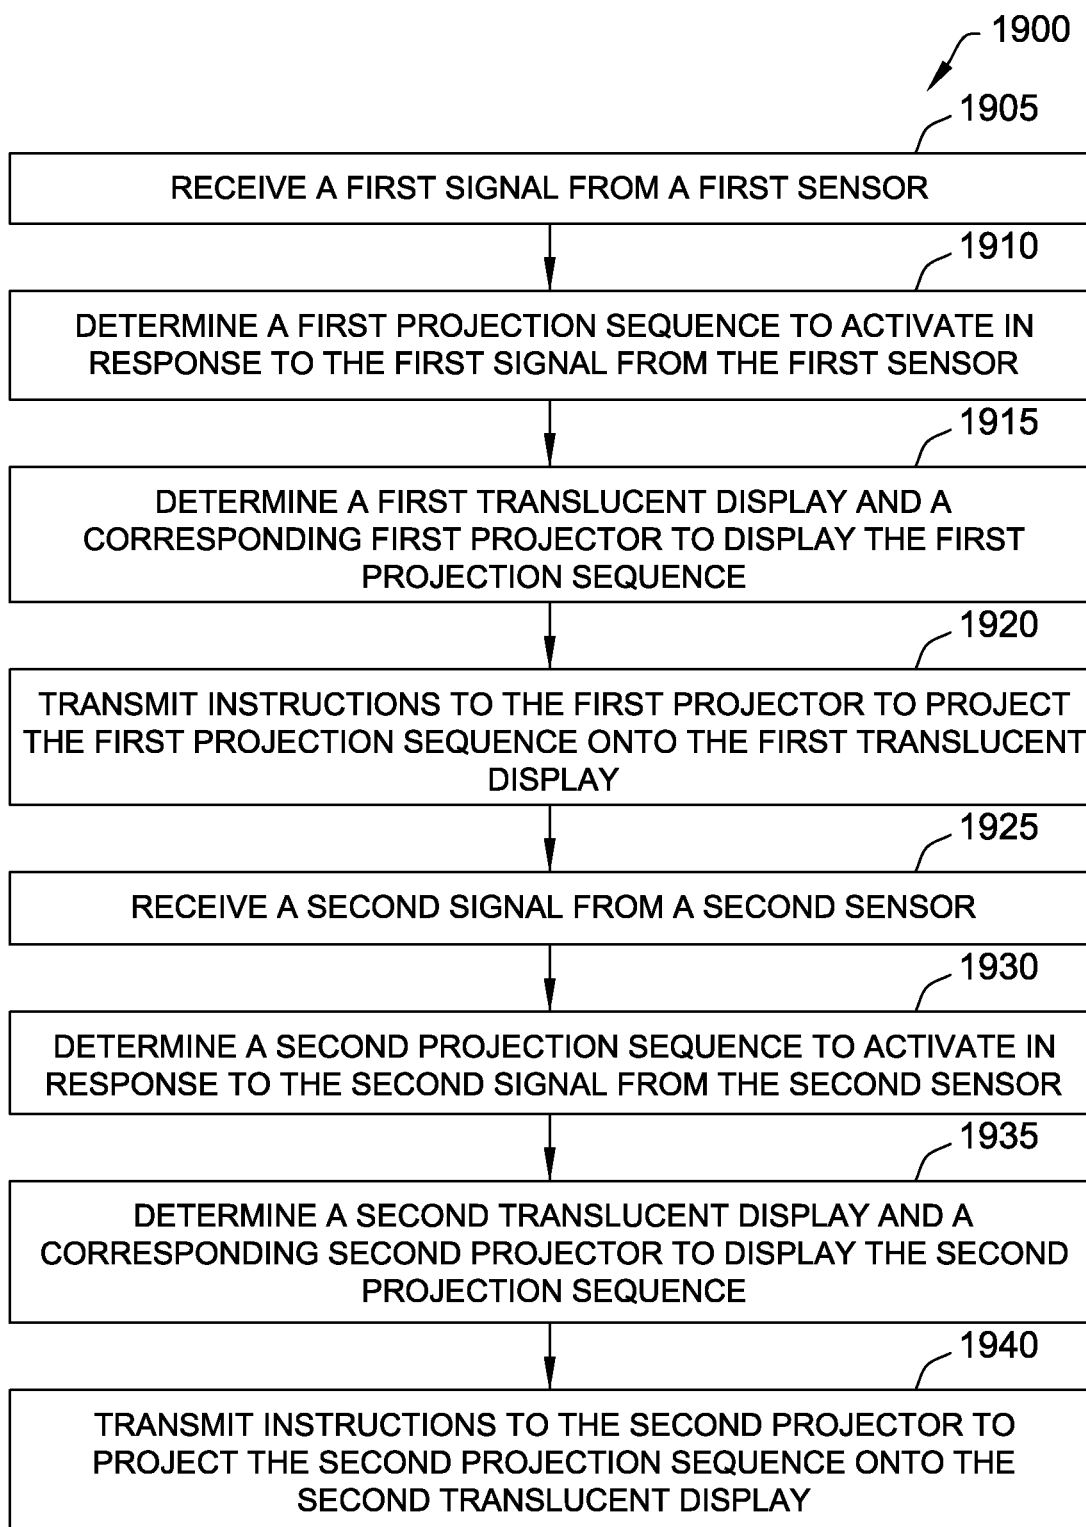 1900
1905
RECEIVE A FIRST SIGNAL FROM A FIRST SENSOR
1910
DETERMINE A FIRST PROJECTION SEQUENCE TO ACTIVATE IN
RESPONSE TO THE FIRST SIGNAL FROM THE FIRST SENSOR
1915
DETERMINE A FIRST TRANSLUCENT DISPLAY AND A
CORRESPONDING FIRST PROJECTOR TO DISPLAY THE FIRST
PROJECTION SEQUENCE
1920
TRANSMIT INSTRUCTIONS TO THE FIRST PROJECTOR TO PROJECT
THE FIRST PROJECTION SEQUENCE ONTO THE FIRST TRANSLUCENT
DISPLAY
1925
RECEIVE A SECOND SIGNAL FROM A SECOND SENSOR
1930
DETERMINE A SECOND PROJECTION SEQUENCE TO ACTIVATE IN
RESPONSE TO THE SECOND SIGNAL FROM THE SECOND SENSOR
1935
DETERMINE A SECOND TRANSLUCENT DISPLAY AND A
CORRESPONDING SECOND PROJECTOR TO DISPLAY THE SECOND
PROJECTION SEQUENCE
1940
TRANSMIT INSTRUCTIONS TO THE SECOND PROJECTOR TO
PROJECT THE SECOND PROJECTION SEQUENCE ONTO THE
SECOND TRANSLUCENT DISPLAY